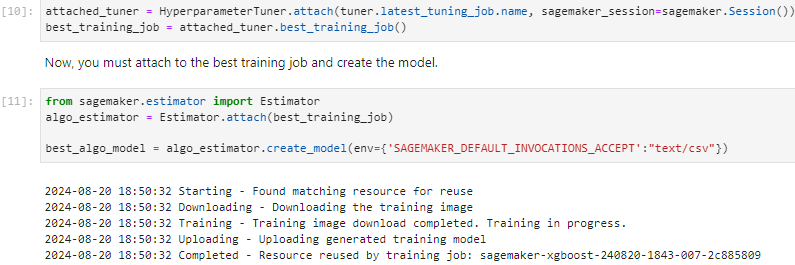 [10]: attached_tuner = HyperparameterTuner.attach(tuner.latest_tuning_job.name, sagemaker_session=sagemaker.Session())
best_training_job = attached_tuner.best_training_job()
Now, you must attach to the best training job and create the model.
[11]: from sagemaker.estimator import Estimator
algo_estimator = Estimator.attach(best_training_job)
best_algo_model = algo_estimator.create_model(env={'SAGEMAKER_DEFAULT_INVOCATIONS_ACCEPT':"text/csv"})
2024-08-20 18:50:32 Starting - Found matching resource for reuse
2024-08-20 18:50:32 Downloading - Downloading the training image
2024-08-20 18:50:32 Training - Training image download completed. Training in progress.
2024-08-20 18:50:32 Uploading - Uploading generated training model
2024-08-20 18:50:32 Completed - Resource reused by training job: sagemaker-xgboost-240820-1843-007-2c885809